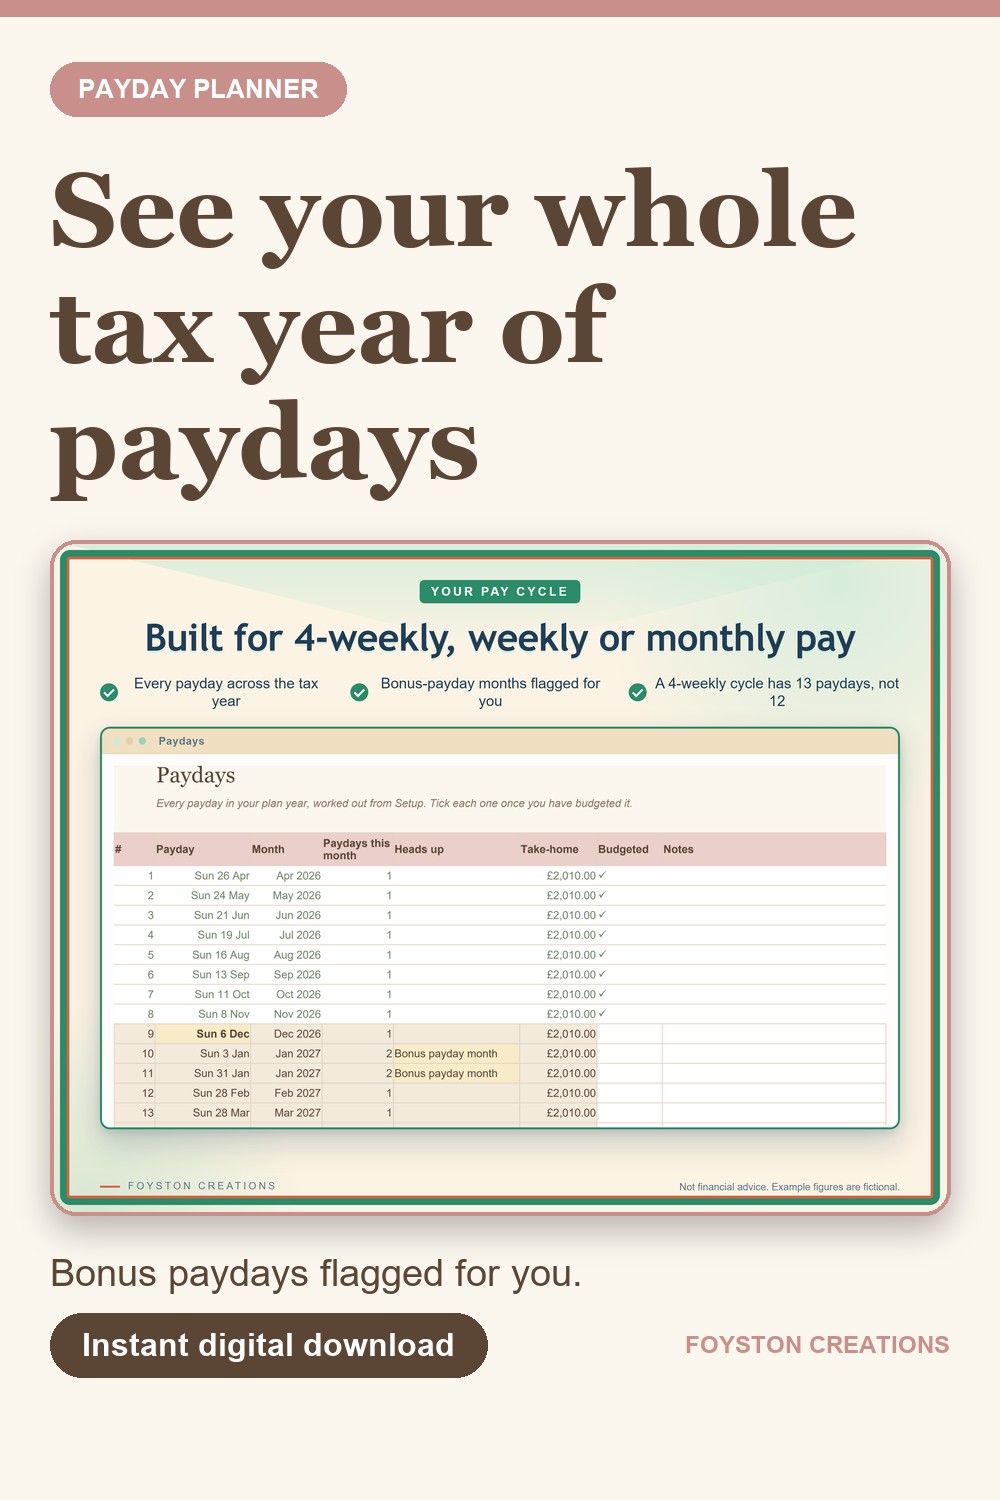 PAYDAY PLANNER
See your whole
tax year of
paydays
YOUR PAY CYCLE
Built for 4-weekly, weekly or monthly pay
Every payday across the tax
year
Bonus-payday months flagged for
you
A 4-weekly cycle has 13 paydays, not
12
Paydays
Paydays
Every payday in your plan year, worked out from Setup. Tick each one once you have budgeted it.
# Payday Month Paydays this month Heads up Take-home Budgeted Notes
1 Sun 26 Apr Apr 2026 1 £2,010.00 ✓
2 Sun 24 May May 2026 1 £2,010.00 ✓
3 Sun 21 Jun Jun 2026 1 £2,010.00 ✓
4 Sun 19 Jul Jul 2026 1 £2,010.00 ✓
5 Sun 16 Aug Aug 2026 1 £2,010.00 ✓
6 Sun 13 Sep Sep 2026 1 £2,010.00 ✓
7 Sun 11 Oct Oct 2026 1 £2,010.00 ✓
8 Sun 8 Nov Nov 2026 1 £2,010.00 ✓
9 Sun 6 Dec Dec 2026 1 £2,010.00
10 Sun 3 Jan Jan 2027 2 Bonus payday month £2,010.00
11 Sun 31 Jan Jan 2027 2 Bonus payday month £2,010.00
12 Sun 28 Feb Feb 2027 1 £2,010.00
13 Sun 28 Mar Mar 2027 1 £2,010.00
FOYSTON CREATIONS
Not financial advice. Example figures are fictional.
Bonus paydays flagged for you.
Instant digital download
FOYSTON CREATIONS